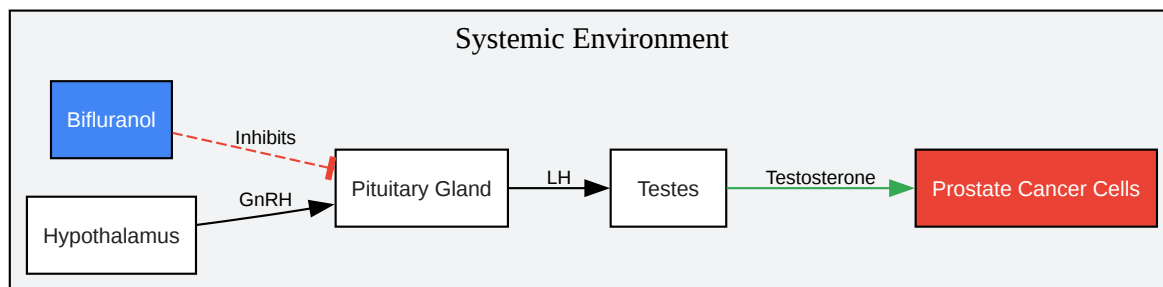 Systemic Environment
Bifluranol
Inhibits
Hypothalamus
GnRH
Pituitary Gland
LH
Testes
Testosterone
Prostate Cancer Cells